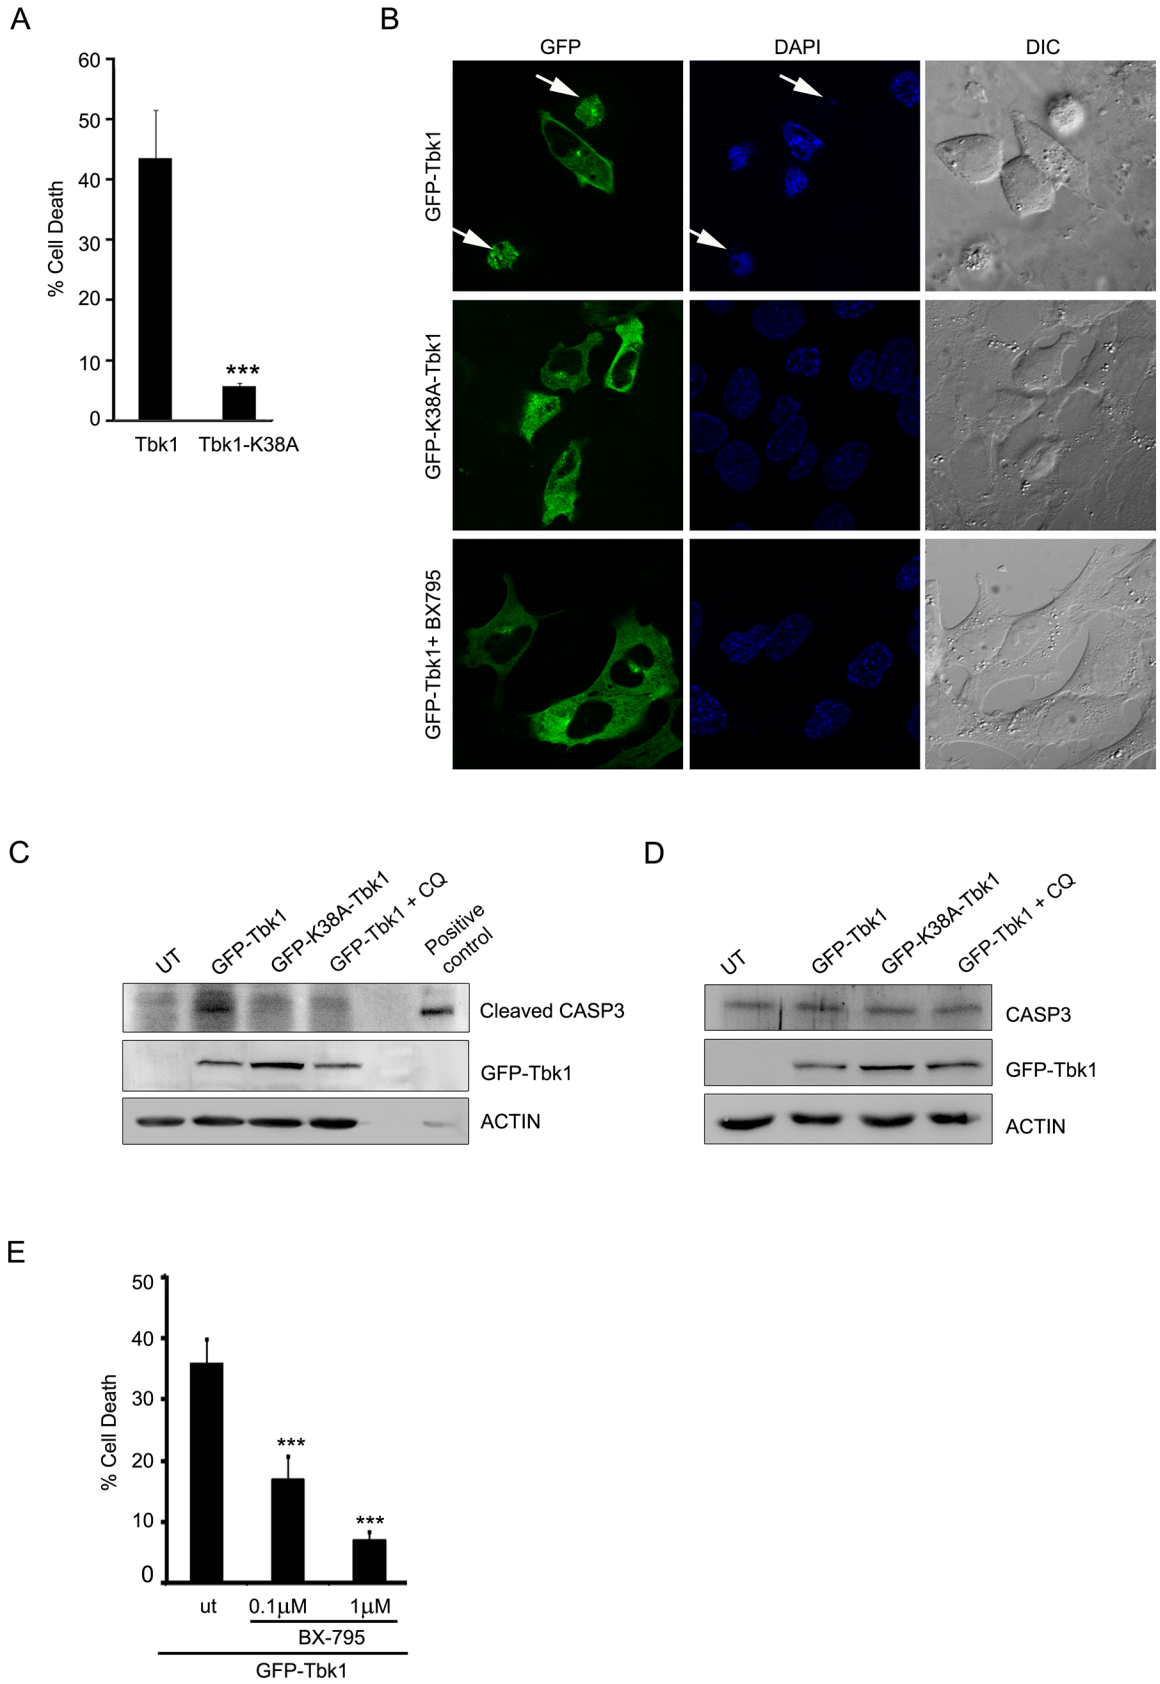 A
60
50
40
30
20
10
0
% Cell Death
***
Tbk1 Tbk1-K38A
B
GFP DAPI DIC
GFP-Tbk1
GFP-K38A-Tbk1
GFP-Tbk1+ BX795
C
UT
GFP-Tbk1
GFP-K38A-Tbk1
GFP-Tbk1 + CQ
Positive
control
Cleaved CASP3
GFP-Tbk1
ACTIN
D
UT
GFP-Tbk1
GFP-K38A-Tbk1
GFP-Tbk1 + CQ
CASP3
GFP-Tbk1
ACTIN
E
50
40
30
20
10
0
% Cell Death
***
***
ut 0.1µM 1µM
BX-795
GFP-Tbk1